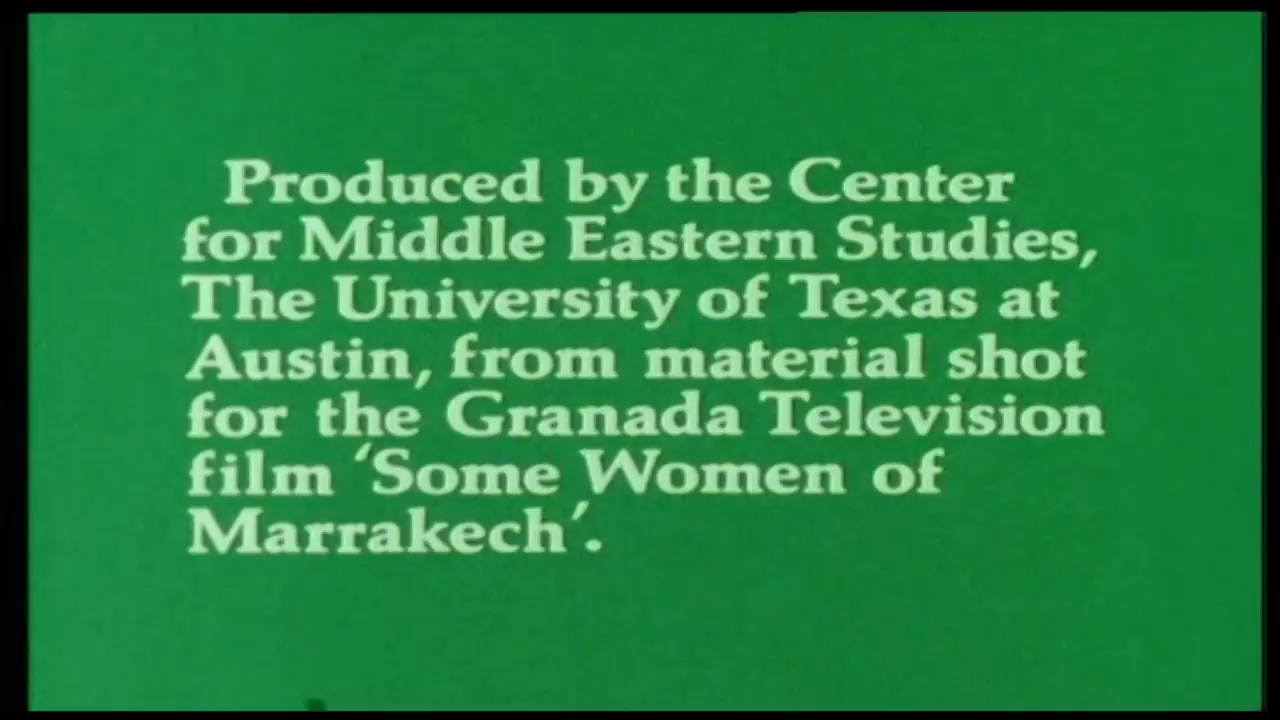 Produced by the Center
for Middle Eastern Studies,
The University of Texas at
Austin, from material shot
for the Granada Television
film ‘Some Women of
Marrakech’.